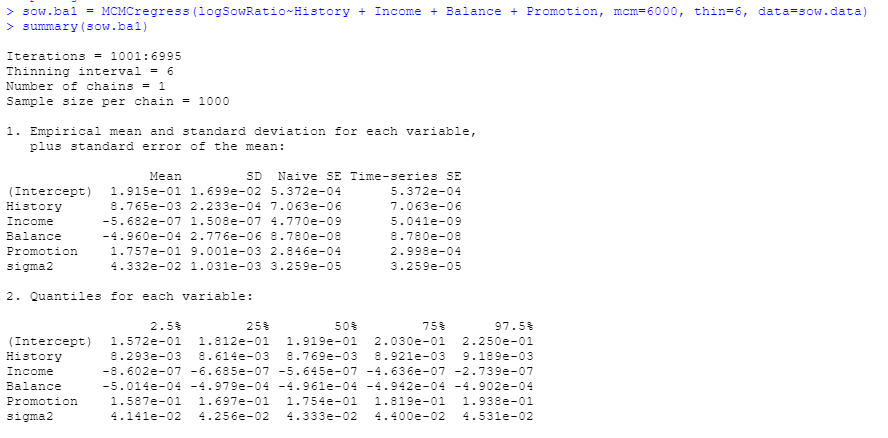 > sow.ba1 = MCMCregress(logSowRatio~History + Income + Balance + Promotion, mcm=6000, thin=6, data=sow.data)
> summary(sow.ba1)
Iterations = 1001:6995
Thinning interval = 6
Number of chains = 1
Sample size per chain = 1000
1. Empirical mean and standard deviation for each variable,
   plus standard error of the mean:
                  Mean        SD  Naive SE Time-series SE
(Intercept)  1.915e-01 1.699e-02 5.372e-04      5.372e-04
History      8.765e-03 2.233e-04 7.063e-06      7.063e-06
Income      -5.682e-07 1.508e-07 4.770e-09      5.041e-09
Balance     -4.960e-04 2.776e-06 8.780e-08      8.780e-08
Promotion    1.757e-01 9.001e-03 2.846e-04      2.998e-04
sigma2       4.332e-02 1.031e-03 3.259e-05      3.259e-05
2. Quantiles for each variable:
                  2.5%        25%        50%        75%      97.5%
(Intercept)  1.572e-01  1.812e-01  1.919e-01  2.030e-01  2.250e-01
History      8.293e-03  8.614e-03  8.769e-03  8.921e-03  9.189e-03
Income      -8.602e-07 -6.685e-07 -5.645e-07 -4.636e-07 -2.739e-07
Balance     -5.014e-04 -4.979e-04 -4.961e-04 -4.942e-04 -4.902e-04
Promotion    1.587e-01  1.697e-01  1.754e-01  1.819e-01  1.938e-01
sigma2       4.141e-02  4.256e-02  4.333e-02  4.400e-02  4.531e-02